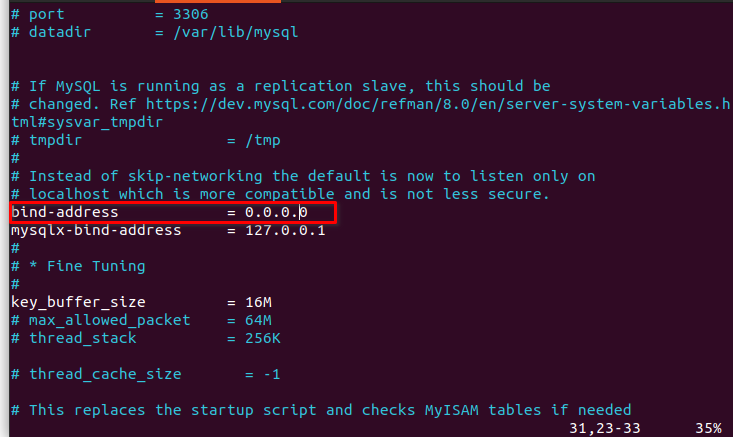 # port            = 3306
# datadir         = /var/lib/mysql
# If MySQL is running as a replication slave, this should be
# changed. Ref https://dev.mysql.com/doc/refman/8.0/en/server-system-variables.h
tml#sysvar_tmpdir
# tmpdir                = /tmp
#
# Instead of skip-networking the default is now to listen only on
# localhost which is more compatible and is not less secure.
bind-address            = 0.0.0.0
mysqlx-bind-address     = 127.0.0.1
#
# * Fine Tuning
#
key_buffer_size         = 16M
# max_allowed_packet    = 64M
# thread_stack          = 256K
# thread_cache_size       = -1
# This replaces the startup script and checks MyISAM tables if needed
31,23-33      35%